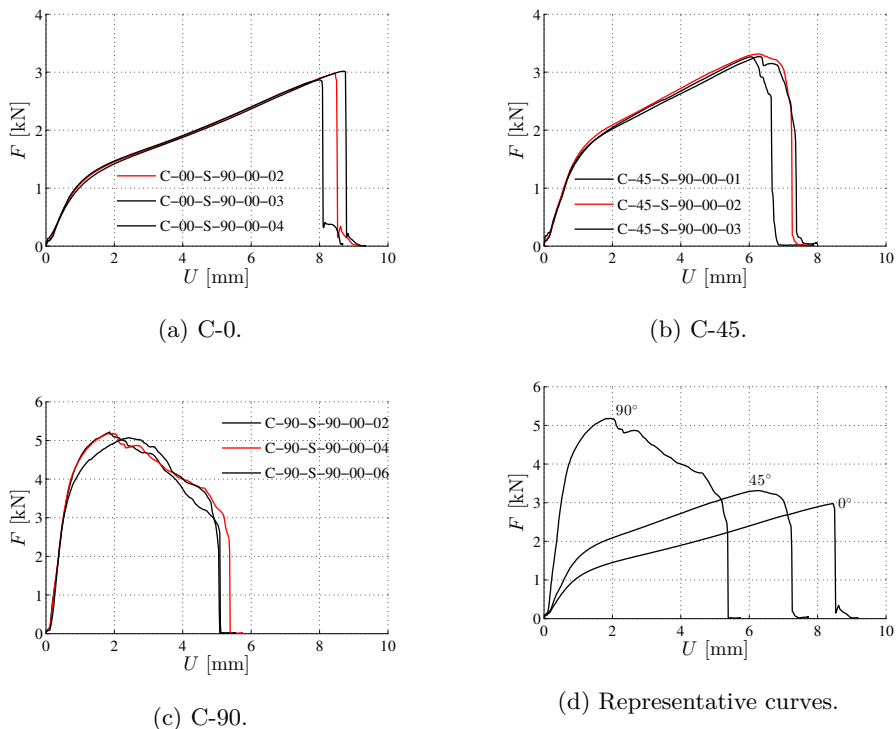 4
3
2
1
0
F [kN]
0 2 4 6 8 10
U [mm]
C-00-S-90-00-02
C-00-S-90-00-03
C-00-S-90-00-04
(a) C-0.
4
3
2
1
0
F [kN]
0 2 4 6 8 10
U [mm]
C-45-S-90-00-01
C-45-S-90-00-02
C-45-S-90-00-03
(b) C-45.
6
5
4
3
2
1
0
F [kN]
0 2 4 6 8 10
U [mm]
C-90-S-90-00-02
C-90-S-90-00-04
C-90-S-90-00-06
(c) C-90.
6
5
4
3
2
1
0
F [kN]
0 2 4 6 8 10
U [mm]
90°
45°
0°
(d) Representative curves.